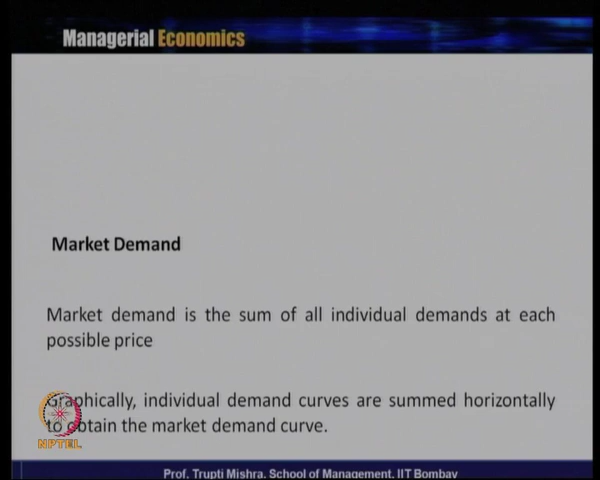 Managerial Economics
Market Demand
Market demand is the sum of all individual demands at each
possible price
Graphically, individual demand curves are summed horizontally
to obtain the market demand curve.
NPTEL
Prof. Trupti Mishra, School of Management, IIT Bombay